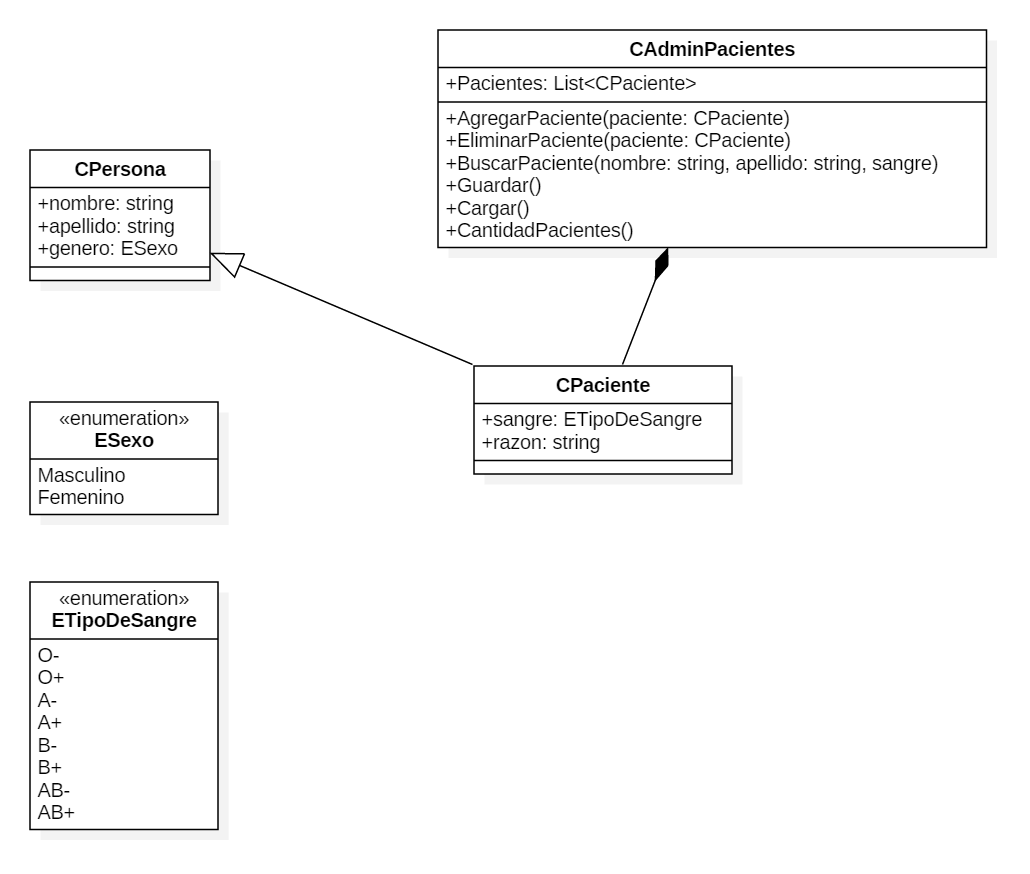 CAdminPacientes
+Pacientes: List<CPaciente>
+AgregarPaciente(paciente: CPaciente)
+EliminarPaciente(paciente: CPaciente)
+BuscarPaciente(nombre: string, apellido: string, sangre)
+Guardar()
+Cargar()
+CantidadPacientes()
CPersona
+nombre: string
+apellido: string
+genero: ESexo
CPaciente
+sangre: ETipoDeSangre
+razon: string
«enumeration»
ESexo
Masculino
Femenino
«enumeration»
ETipoDeSangre
O-
O+
A-
A+
B-
B+
AB-
AB+